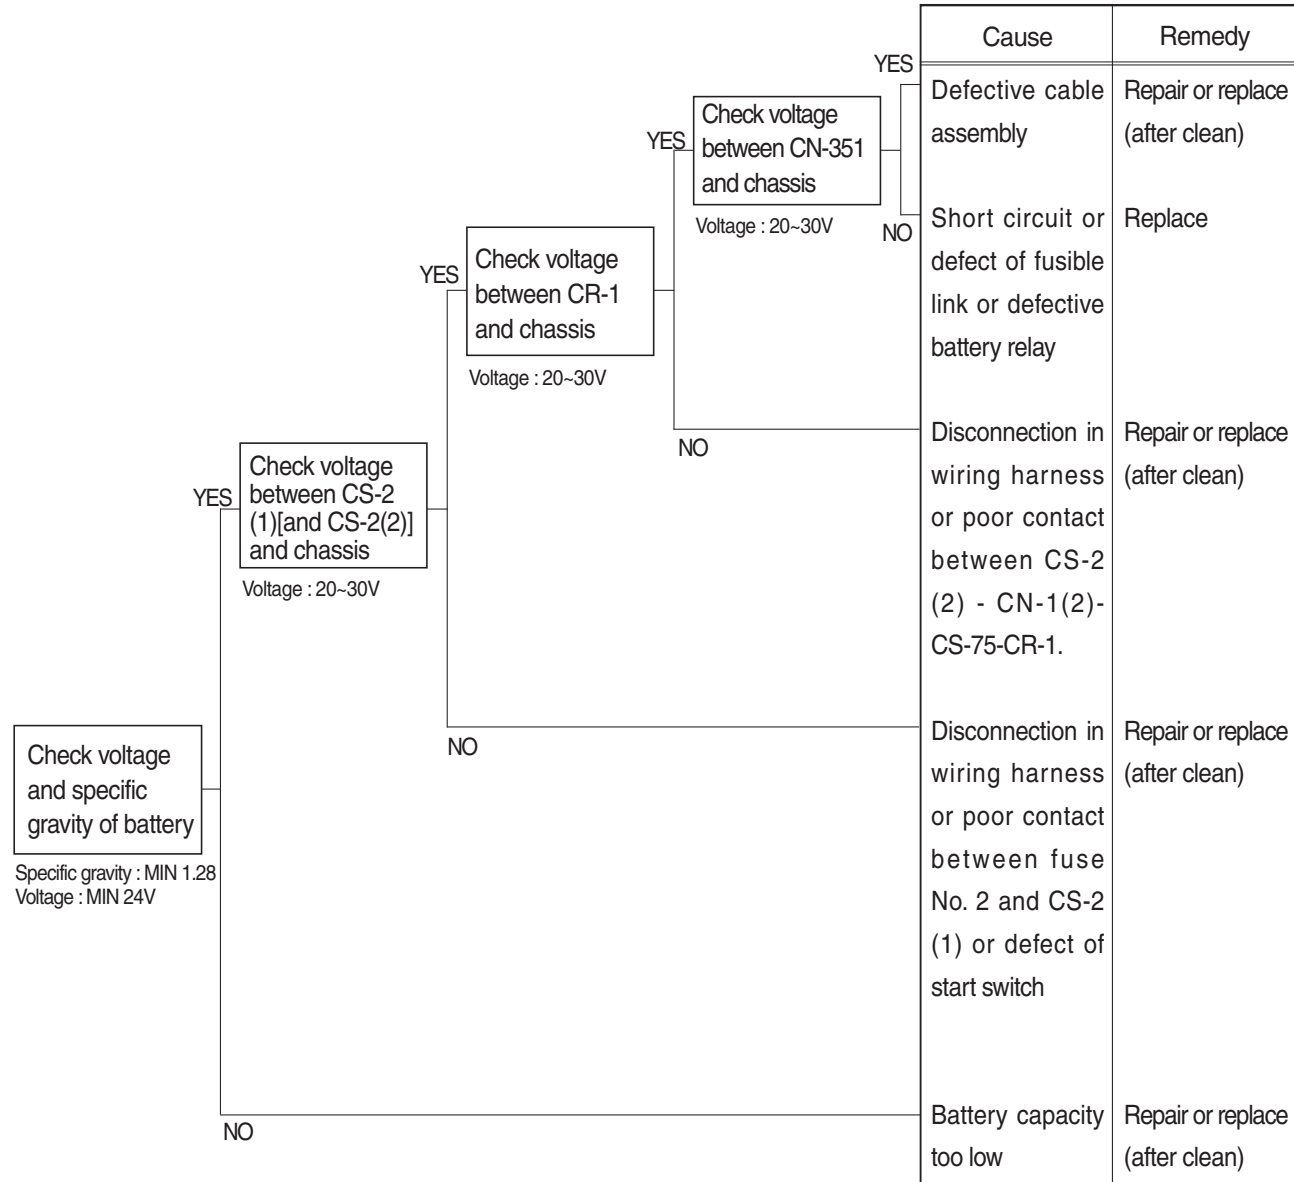 Cause
Remedy
YES
Defective cable
assembly
Repair or replace
(after clean)
YES
Check voltage
between CN-351
and chassis
Voltage : 20~30V
NO
Short circuit or
defect of fusible
link or defective
battery relay
Replace
YES
Check voltage
between CR-1
and chassis
Voltage : 20~30V
NO
Disconnection in
wiring harness
or poor contact
between CS-2
(2) - CN-1(2)-
CS-75-CR-1.
Repair or replace
(after clean)
YES
Check voltage
between CS-2
(1)[and CS-2(2)]
and chassis
Voltage : 20~30V
NO
Disconnection in
wiring harness
or poor contact
between fuse
No. 2 and CS-2
(1) or defect of
start switch
Repair or replace
(after clean)
Check voltage
and specific
gravity of battery
Specific gravity : MIN 1.28
Voltage : MIN 24V
NO
Battery capacity
too low
Repair or replace
(after clean)